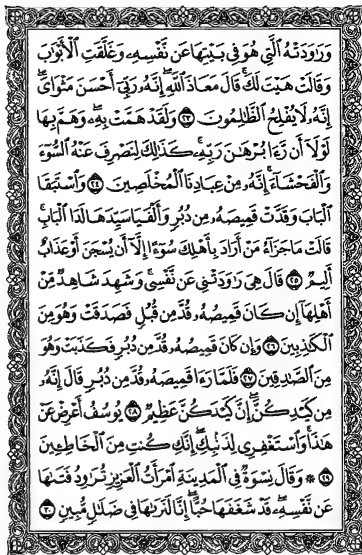 وَرَٰوَدَتْهُ ٱلَّتِى هُوَ فِى بَيْتِهَا عَن نَّفْسِهِۦ وَغَلَّقَتِ ٱلْأَبْوَٰبَ
وَقَالَتْ هَيْتَ لَكَ ۚ قَالَ مَعَاذَ ٱللَّهِ ۖ إِنَّهُۥ رَبِّىٓ أَحْسَنَ مَثْوَاىَ ۖ
إِنَّهُۥ لَا يُفْلِحُ ٱلظَّٰلِمُونَ ٢٣ وَلَقَدْ هَمَّتْ بِهِۦ ۖ وَهَمَّ بِهَا
لَوْلَآ أَن رَّءَا بُرْهَٰنَ رَبِّهِۦ ۚ كَذَٰلِكَ لِنَصْرِفَ عَنْهُ ٱلسُّوٓءَ
وَٱلْفَحْشَآءَ ۚ إِنَّهُۥ مِنْ عِبَادِنَا ٱلْمُخْلَصِينَ ٢٤ وَٱسْتَبَقَا
ٱلْبَابَ وَقَدَّتْ قَمِيصَهُۥ مِن دُبُرٍ وَأَلْفَيَا سَيِّدَهَا لَدَا ٱلْبَابِ ۚ
قَالَتْ مَا جَزَآءُ مَنْ أَرَادَ بِأَهْلِكَ سُوٓءًا إِلَّآ أَن يُسْجَنَ أَوْ عَذَابٌ
أَلِيمٌ ٢٥ قَالَ هِىَ رَٰوَدَتْنِى عَن نَّفْسِى ۚ وَشَهِدَ شَاهِدٌ مِّنْ
أَهْلِهَآ إِن كَانَ قَمِيصُهُۥ قُدَّ مِن قُبُلٍ فَصَدَقَتْ وَهُوَ مِنَ
ٱلْكَٰذِبِينَ ٢٦ وَإِن كَانَ قَمِيصُهُۥ قُدَّ مِن دُبُرٍ فَكَذَبَتْ وَهُوَ
مِنَ ٱلصَّٰدِقِينَ ٢٧ فَلَمَّا رَءَا قَمِيصَهُۥ قُدَّ مِن دُبُرٍ قَالَ إِنَّهُۥ
مِن كَيْدِكُنَّ ۖ إِنَّ كَيْدَكُنَّ عَظِيمٌ ٢٨ يُوسُفُ أَعْرِضْ عَنْ
هَٰذَا ۚ وَٱسْتَغْفِرِى لِذَنۢبِكِ ۖ إِنَّكِ كُنتِ مِنَ ٱلْخَاطِـِٔينَ
٢٩ ۞ وَقَالَ نِسْوَةٌ فِى ٱلْمَدِينَةِ ٱمْرَأَتُ ٱلْعَزِيزِ تُرَٰوِدُ فَتَىٰهَا
عَن نَّفْسِهِۦ ۖ قَدْ شَغَفَهَا حُبًّا ۖ إِنَّا لَنَرَىٰهَا فِى ضَلَٰلٍ مُّبِينٍ ٣٠